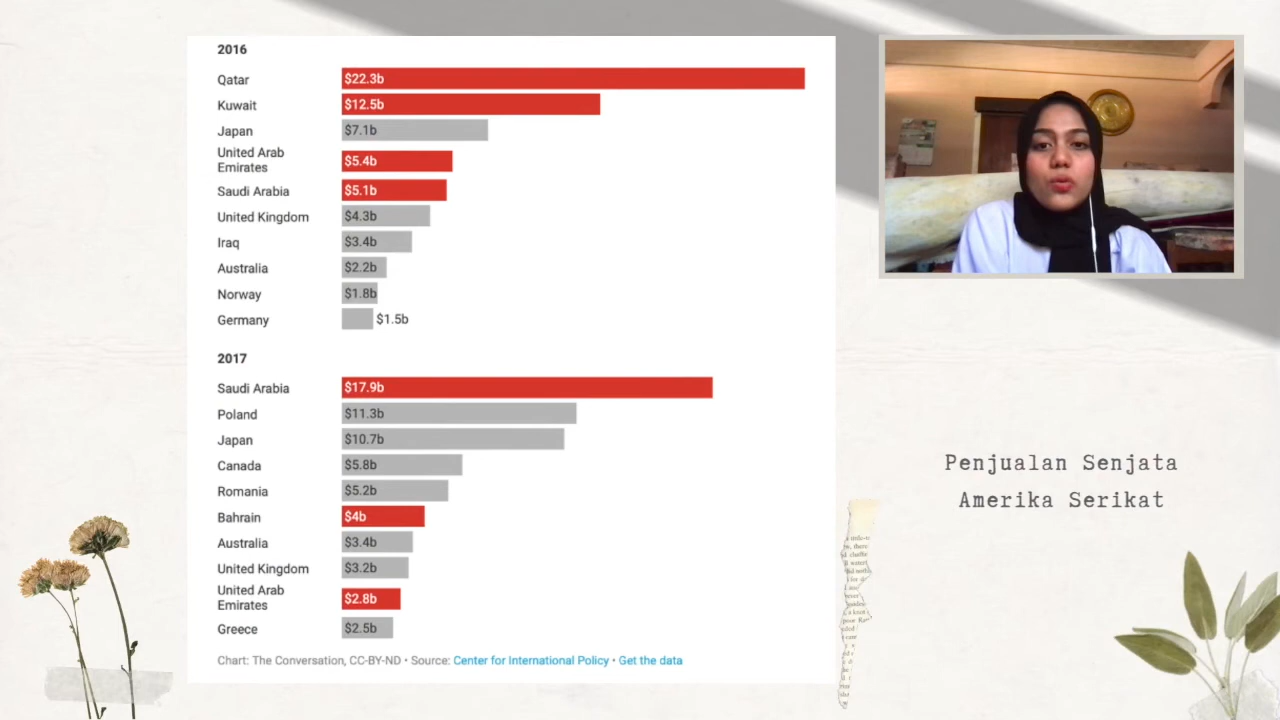 2016
Qatar $22.3b
Kuwait $12.5b
Japan $7.1b
United Arab
Emirates $5.4b
Saudi Arabia $5.1b
United Kingdom $4.3b
Iraq $3.4b
Australia $2.2b
Norway $1.8b
Germany $1.5b
2017
Saudi Arabia $17.9b
Poland $11.3b
Japan $10.7b
Canada $5.8b
Romania $5.2b
Bahrain $4b
Australia $3.4b
United Kingdom $3.2b
United Arab
Emirates $2.8b
Greece $2.5b
Chart: The Conversation, CC-BY-ND • Source: Center for International Policy • Get the data
Penjualan Senjata
Amerika Serikat